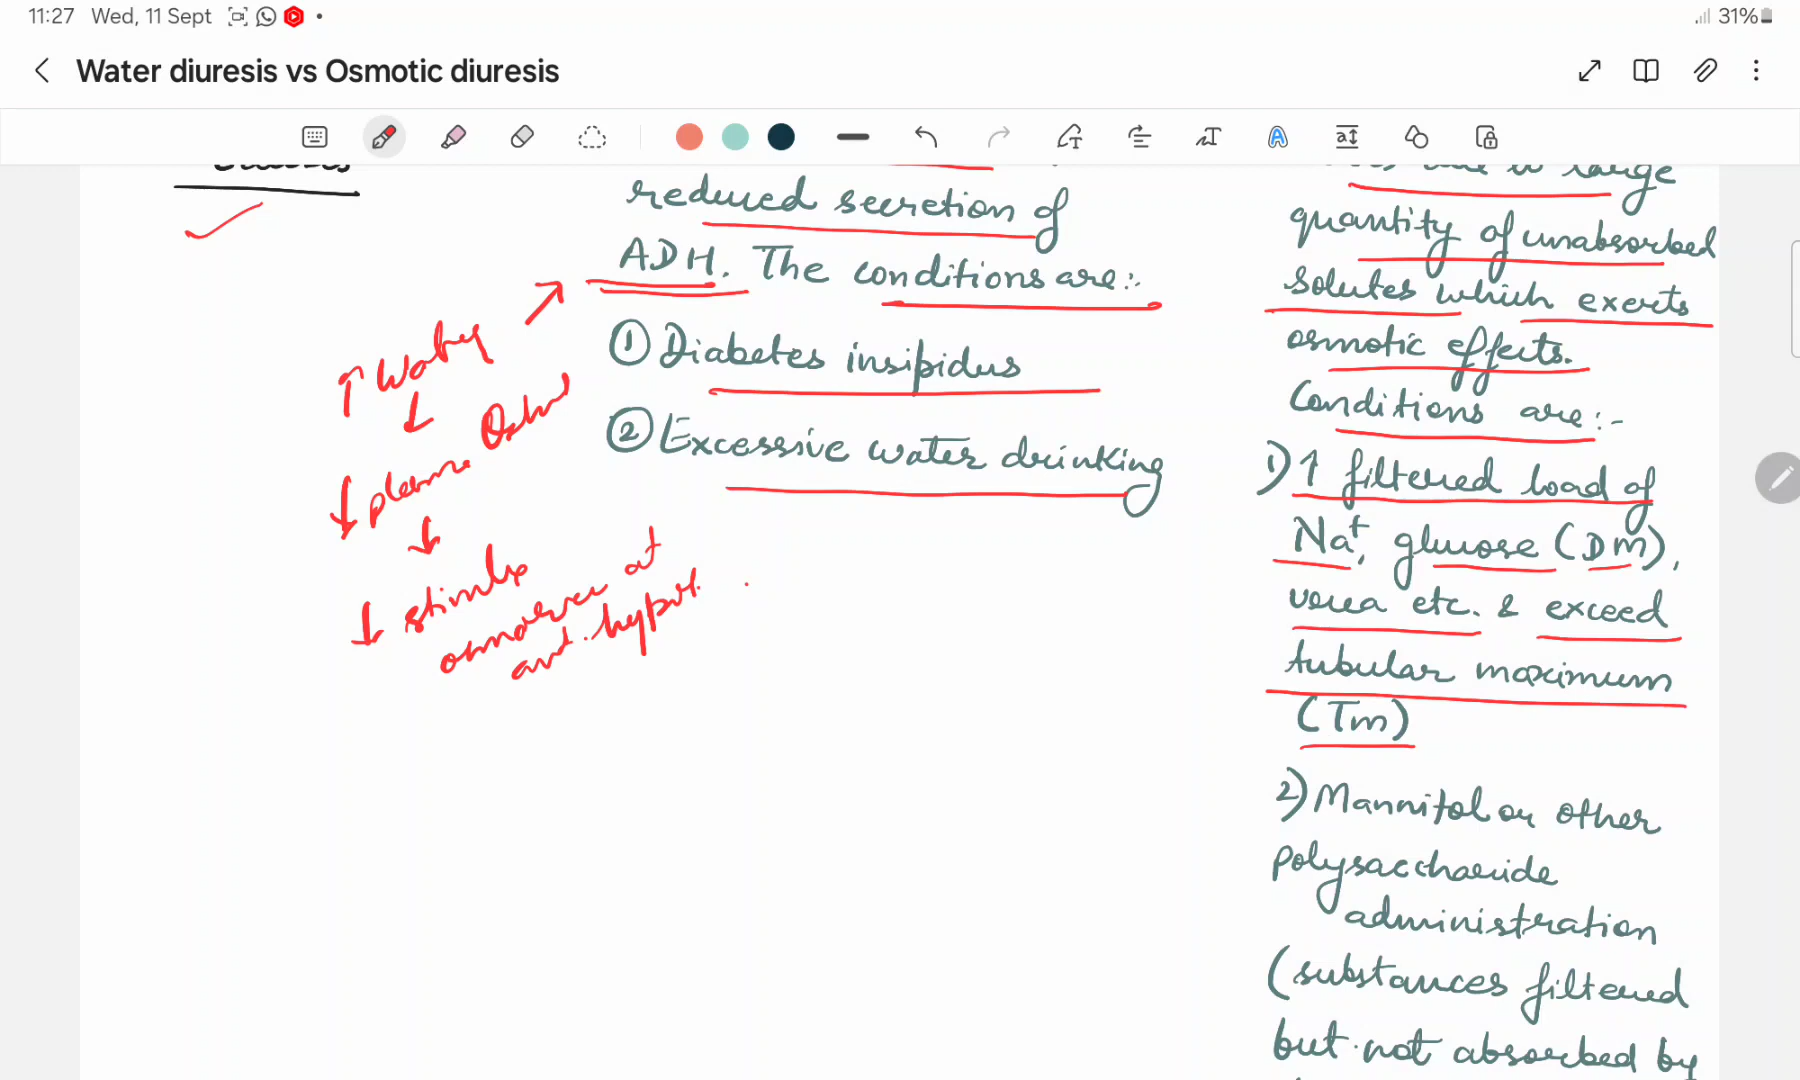 11:27 Wed, 11 Sept
31%
Water diuresis vs Osmotic diuresis
reduced secretion of
ADH. The conditions are:-
① Diabetes insipidus
② Excessive water drinking
↑ Water
↓
↓ plasma
↓
↓
at
ant. hypot.
large
quantity of unabsorbed
solutes which exerts
osmotic effects.
Conditions are:-
1) ↑ filtered load of
Na⁺, glucose (DM),
urea etc. & exceed
tubular maximum
(Tm)
2) Mannitol or other
polysaccharide
administration
(substances filtered
but not absorbed by